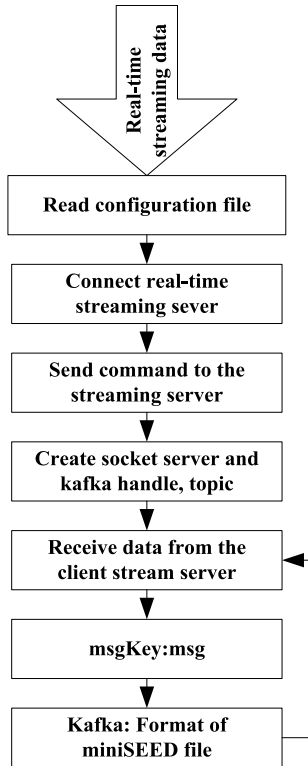 Real-time
streaming data
Read configuration file
Connect real-time
streaming sever
Send command to the
streaming server
Create socket server and
kafka handle, topic
Receive data from the
client stream server
msgKey:msg
Kafka: Format of
miniSEED file